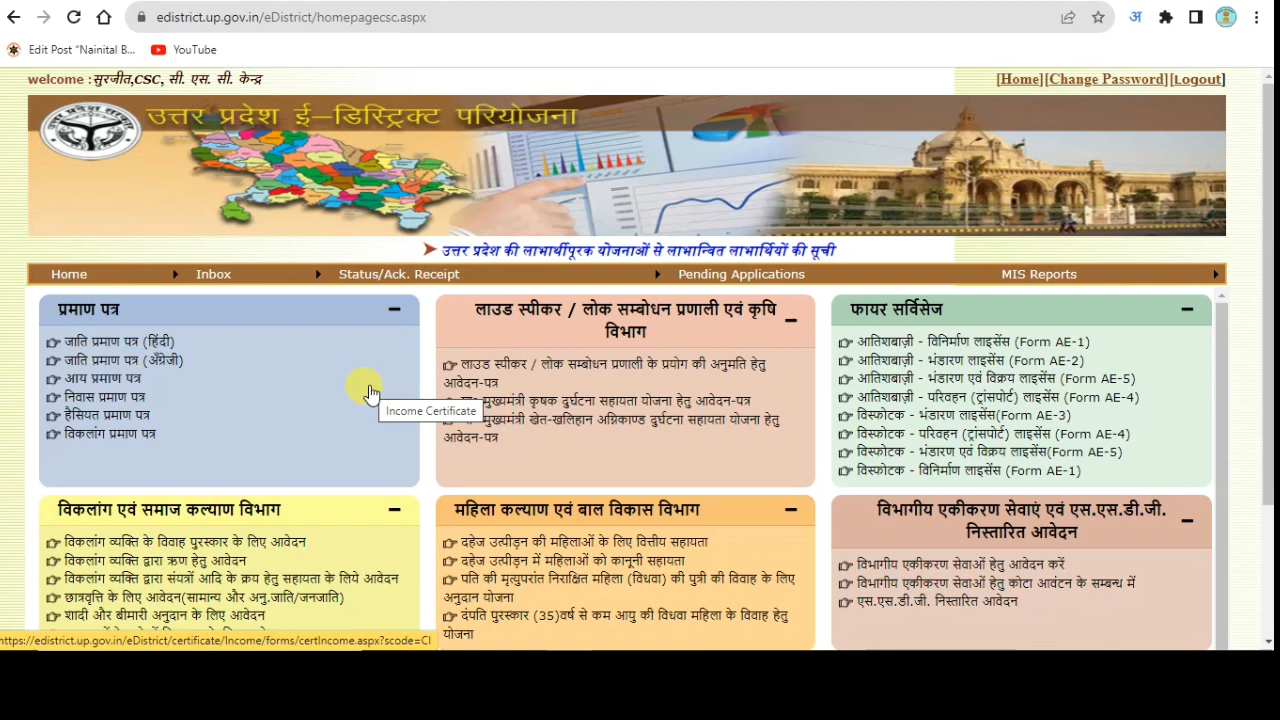 edistrict.up.gov.in/eDistrict/homepagecsc.aspx
अ
Edit Post “Nainital B...
YouTube
welcome :सुरजीत,CSC, सी. एस. सी. केन्द्र
[Home][Change Password][Logout]
उत्तर प्रदेश ई-डिस्ट्रिक्ट परियोजना
उत्तर प्रदेश की लाभार्थीपूरक योजनाओं से लाभान्वित लाभार्थियों की सूची
Home
Inbox
Status/Ack. Receipt
Pending Applications
MIS Reports
प्रमाण पत्र
जाति प्रमाण पत्र (हिंदी)
जाति प्रमाण पत्र (अँग्रेजी)
आय प्रमाण पत्र
निवास प्रमाण पत्र
हैसियत प्रमाण पत्र
विकलांग प्रमाण पत्र
Income Certificate
लाउड स्पीकर / लोक सम्बोधन प्रणाली एवं कृषि
विभाग
लाउड स्पीकर / लोक सम्बोधन प्रणाली के प्रयोग की अनुमति हेतु
आवेदन-पत्र
मुख्यमंत्री कृषक दुर्घटना सहायता योजना हेतु आवेदन-पत्र
मुख्यमंत्री खेत-खलिहान अग्निकाण्ड दुर्घटना सहायता योजना हेतु
आवेदन-पत्र
फायर सर्विसेज
आतिशबाज़ी - विनिर्माण लाइसेंस (Form AE-1)
आतिशबाज़ी - भंडारण लाइसेंस (Form AE-2)
आतिशबाज़ी - भंडारण एवं विक्रय लाइसेंस (Form AE-5)
आतिशबाज़ी - परिवहन (ट्रांसपोर्ट) लाइसेंस (Form AE-4)
विस्फोटक - भंडारण लाइसेंस(Form AE-3)
विस्फोटक - परिवहन (ट्रांसपोर्ट) लाइसेंस (Form AE-4)
विस्फोटक - भंडारण एवं विक्रय लाइसेंस(Form AE-5)
विस्फोटक - विनिर्माण लाइसेंस (Form AE-1)
विकलांग एवं समाज कल्याण विभाग
विकलांग व्यक्ति के विवाह पुरस्कार के लिए आवेदन
विकलांग व्यक्ति द्वारा ऋण हेतु आवेदन
विकलांग व्यक्ति द्वारा संयत्रों आदि के क्रय हेतु सहायता के लिये आवेदन
छात्रवृत्ति के लिए आवेदन(सामान्य और अनु.जाति/जनजाति)
शादी और बीमारी अनुदान के लिए आवेदन
महिला कल्याण एवं बाल विकास विभाग
दहेज उत्पीड़न की महिलाओं के लिए वित्तीय सहायता
दहेज उत्पीड़न में महिलाओं को कानूनी सहायता
पति की मृत्युपरांत निराश्रित महिला (विधवा) की पुत्री की विवाह के लिए
अनुदान योजना
दंपति पुरस्कार (35)वर्ष से कम आयु की विधवा महिला के विवाह हेतु
योजना
विभागीय एकीकरण सेवाएं एवं एस.एस.डी.जी.
निस्तारित आवेदन
विभागीय एकीकरण सेवाओं हेतु आवेदन करें
विभागीय एकीकरण सेवाओं हेतु कोटा आवंटन के सम्बन्ध में
एस.एस.डी.जी. निस्तारित आवेदन
https://edistrict.up.gov.in/eDistrict/certificate/Income/forms/certIncome.aspx?scode=CI